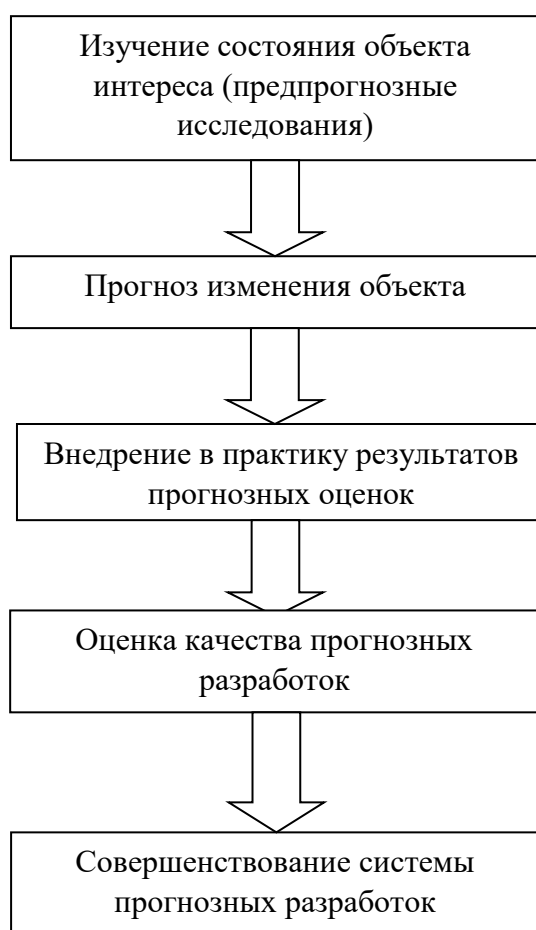 Изучение состояния объекта
интереса (предпрогнозные
исследования)
Прогноз изменения объекта
Внедрение в практику результатов
прогнозных оценок
Оценка качества прогнозных
разработок
Совершенствование системы
прогнозных разработок